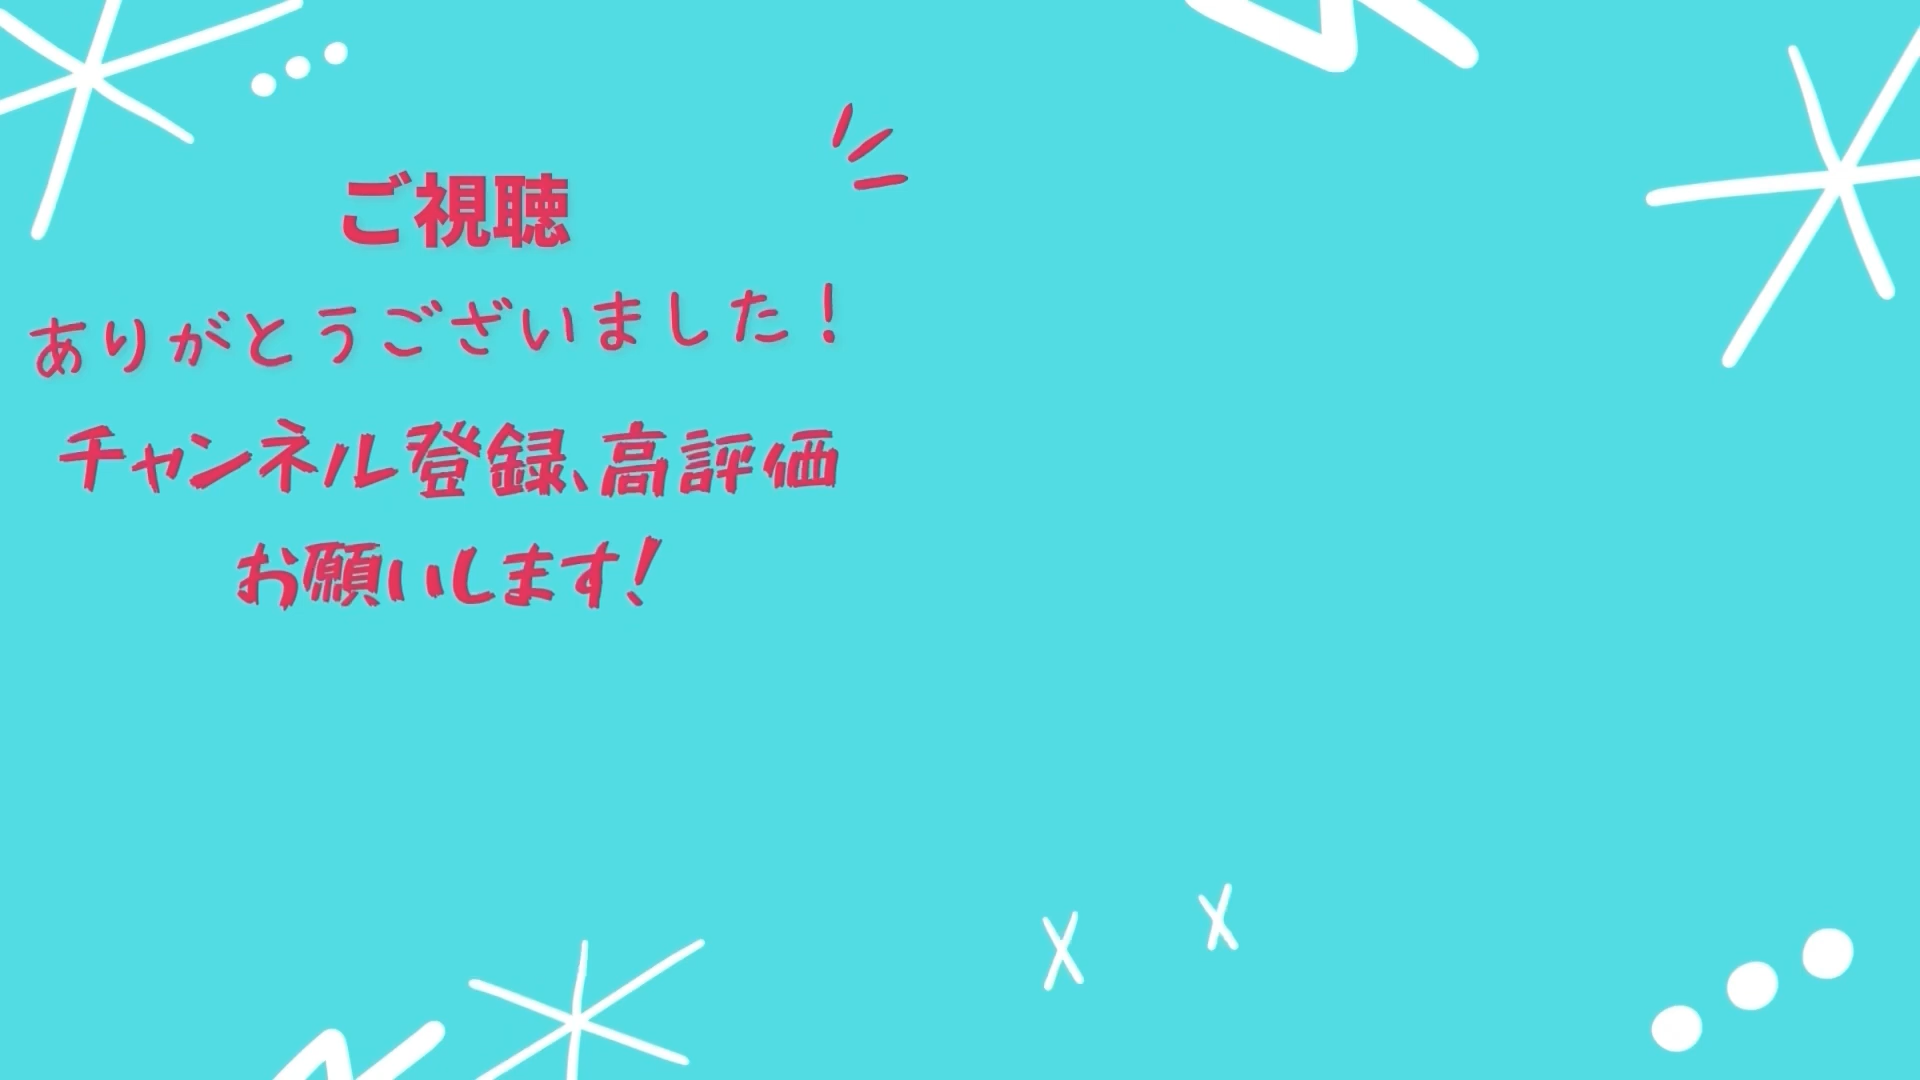 ご視聴
ありがとうございました！
チャンネル登録、高評価
お願いします！